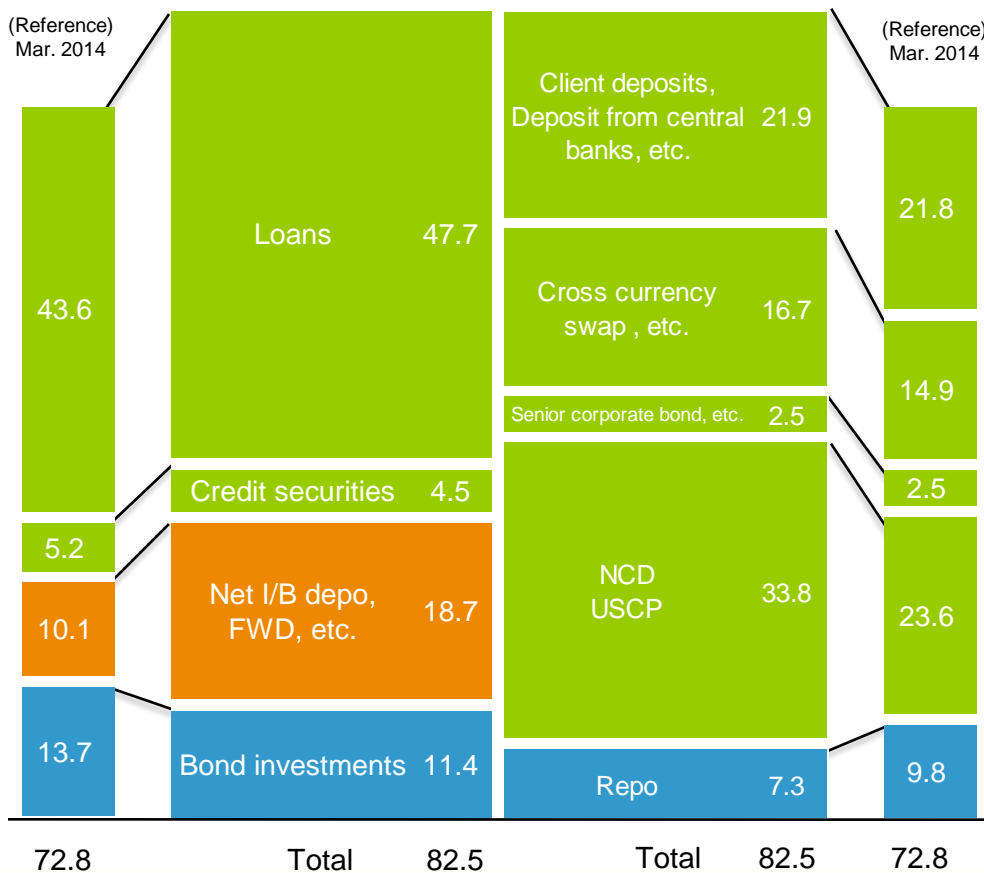 (Reference)
Mar. 2014
43.6
5.2
10.1
13.7
72.8
Loans 47.7
Credit securities 4.5
Net I/B depo,
FWD, etc.
18.7
Bond investments 11.4
Total 82.5
Client deposits,
Deposit from central
banks, etc.
21.9
Cross currency
swap , etc.
16.7
Senior corporate bond, etc. 2.5
NCD
USCP
33.8
Repo 7.3
Total 82.5
(Reference)
Mar. 2014
21.8
14.9
2.5
23.6
9.8
72.8